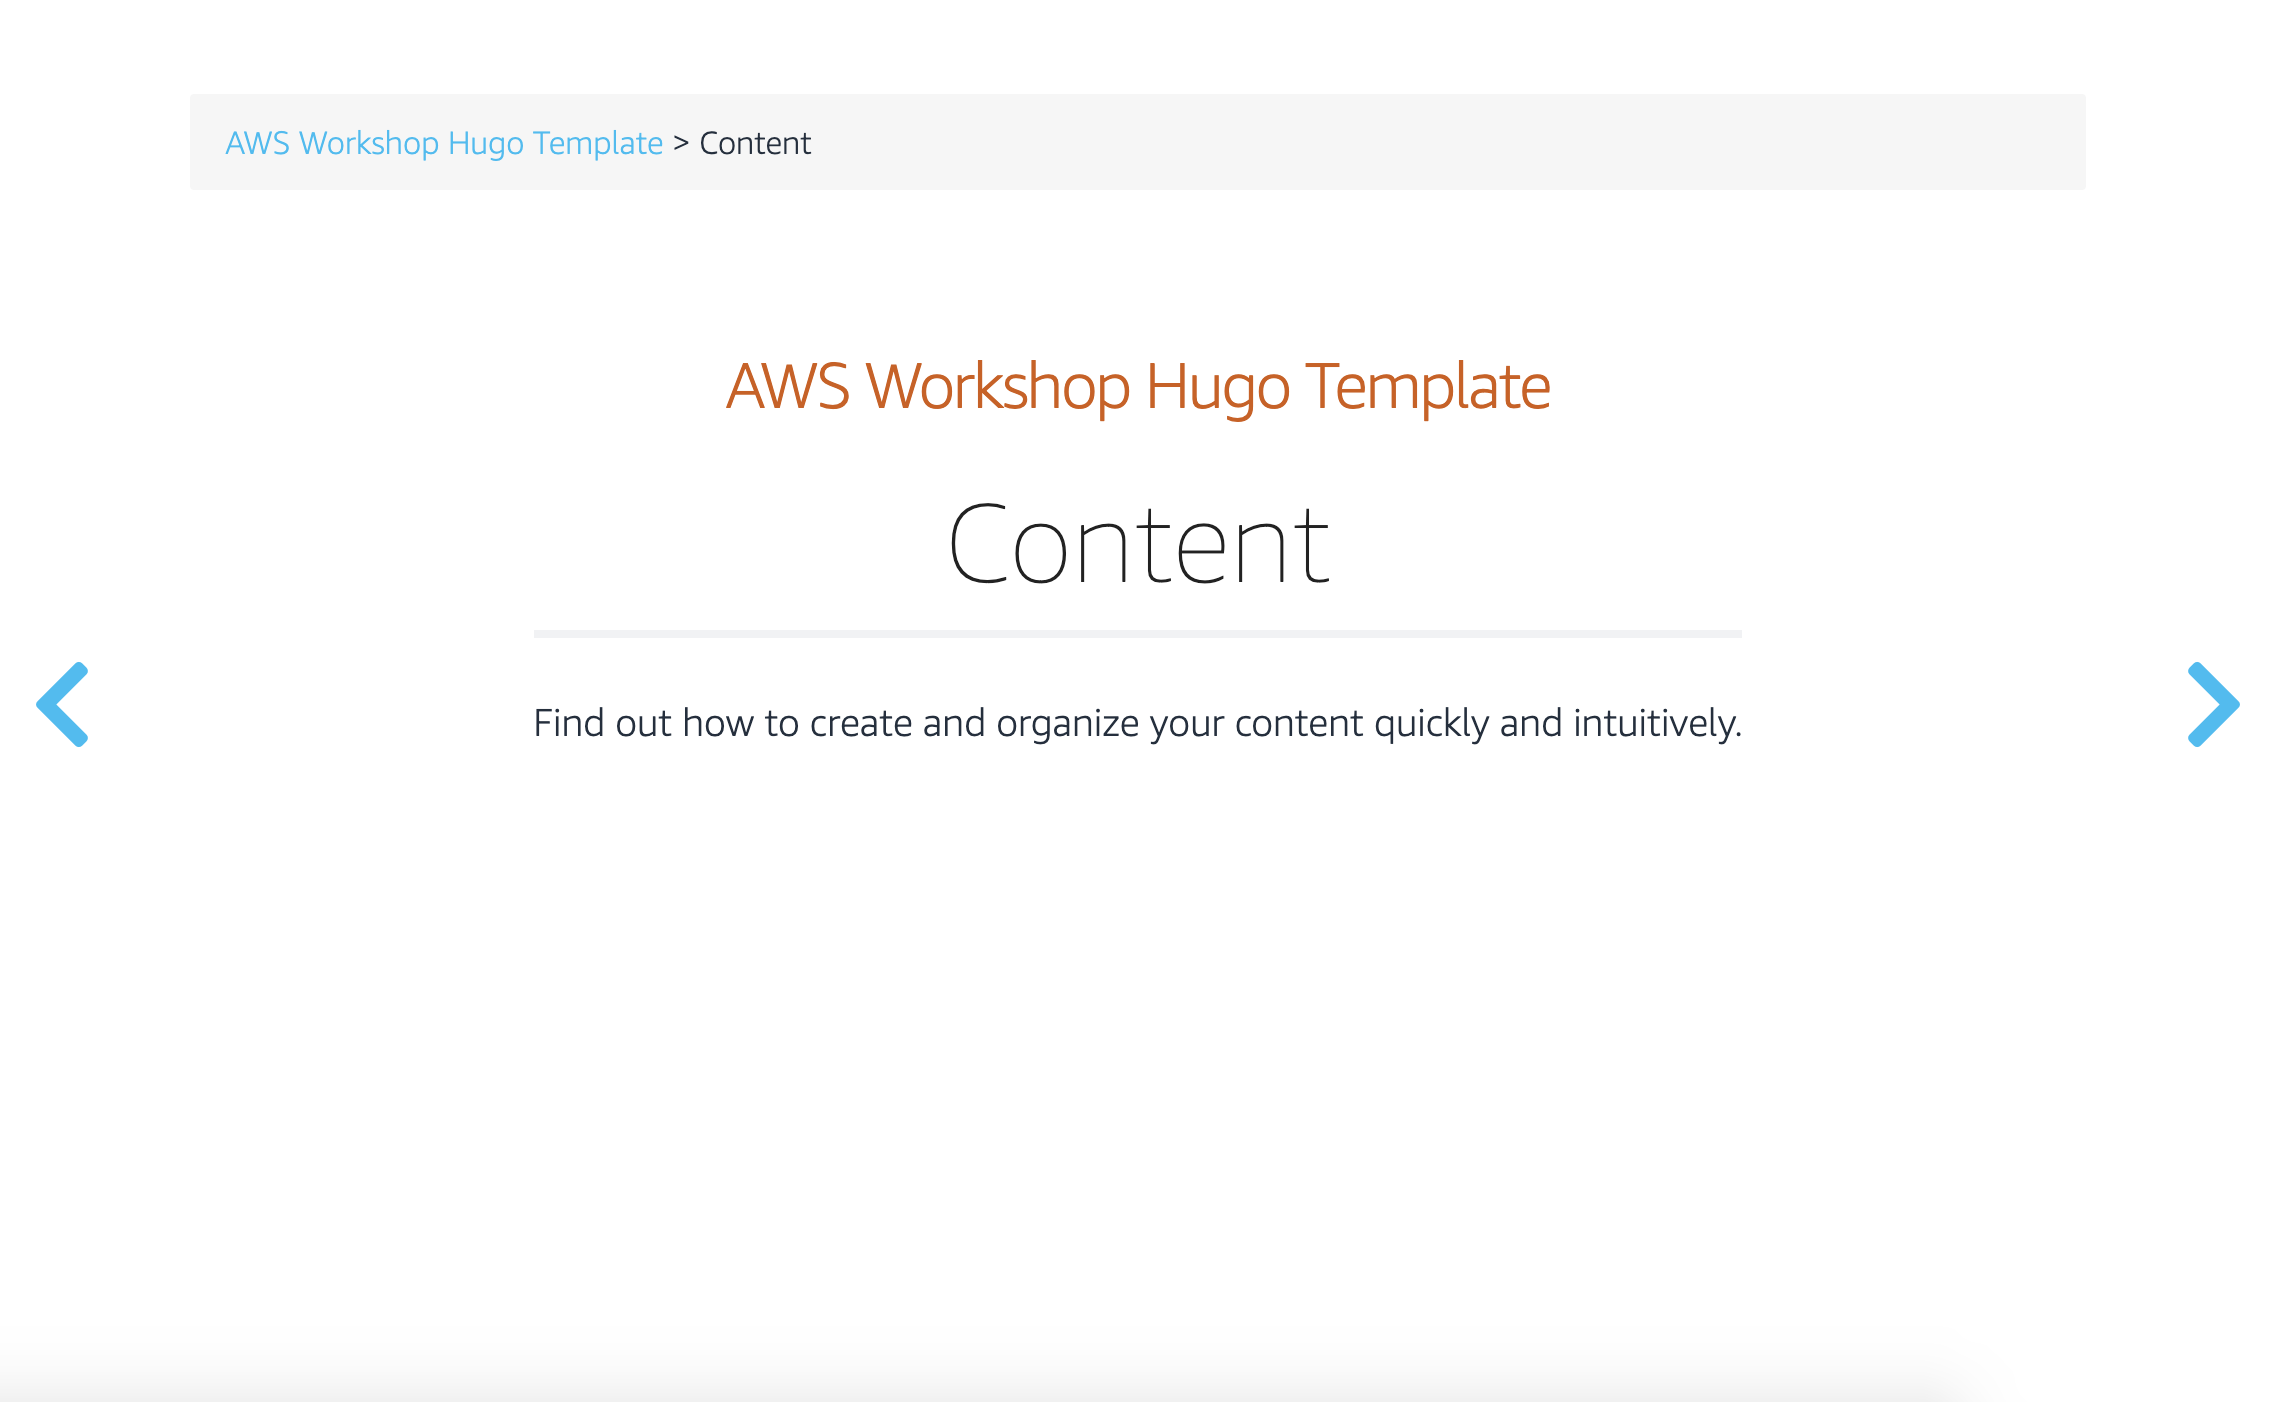 AWS Workshop Hugo Template > Content
AWS Workshop Hugo Template
Content
Find out how to create and organize your content quickly and intuitively.